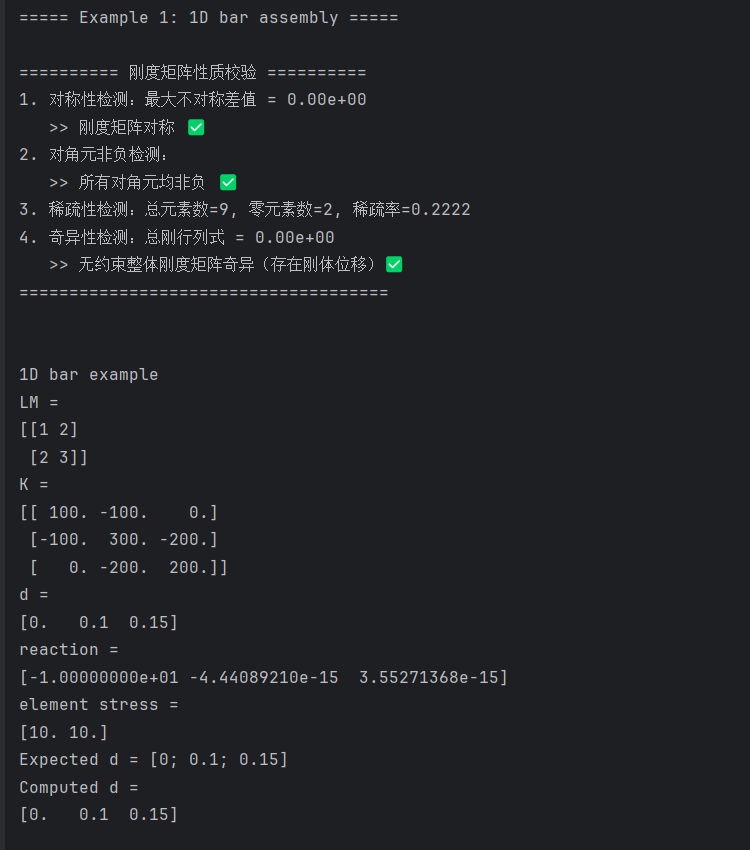 ===== Example 1: 1D bar assembly =====
========== 刚度矩阵性质校验 ==========
1. 对称性检测：最大不对称差值 = 0.00e+00
   >> 刚度矩阵对称 ✅
2. 对角元非负检测：
   >> 所有对角元均非负 ✅
3. 稀疏性检测：总元素数=9, 零元素数=2, 稀疏率=0.2222
4. 奇异性检测：总刚行列式 = 0.00e+00
   >> 无约束整体刚度矩阵奇异（存在刚体位移）✅
=====================================
1D bar example
LM =
[[1 2]
 [2 3]]
K =
[[ 100. -100.    0.]
 [-100.  300. -200.]
 [   0. -200.  200.]]
d =
[0.   0.1  0.15]
reaction =
[-1.00000000e+01 -4.44089210e-15  3.55271368e-15]
element stress =
[10. 10.]
Expected d = [0; 0.1; 0.15]
Computed d =
[0.   0.1  0.15]